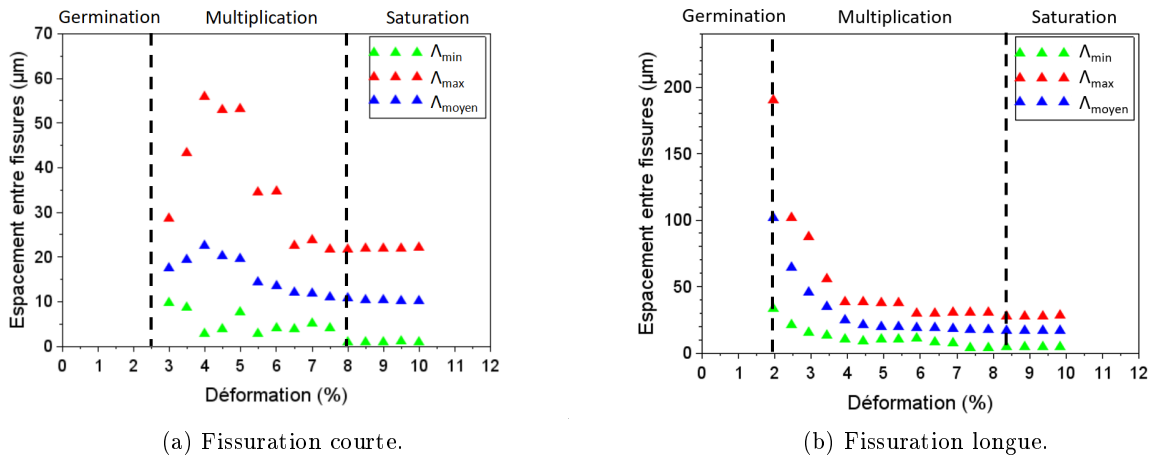 Germination Multiplication Saturation
70
60
50
40
30
20
10
0
Espacement entre fissures (µm)
Λmin
Λmax
Λmoyen
0 1 2 3 4 5 6 7 8 9 10 11 12
Déformation (%)
(a) Fissuration courte.
Germination Multiplication Saturation
200
150
100
50
0
Espacement entre fissures (µm)
Λmin
Λmax
Λmoyen
0 1 2 3 4 5 6 7 8 9 10 11 12
Déformation (%)
(b) Fissuration longue.